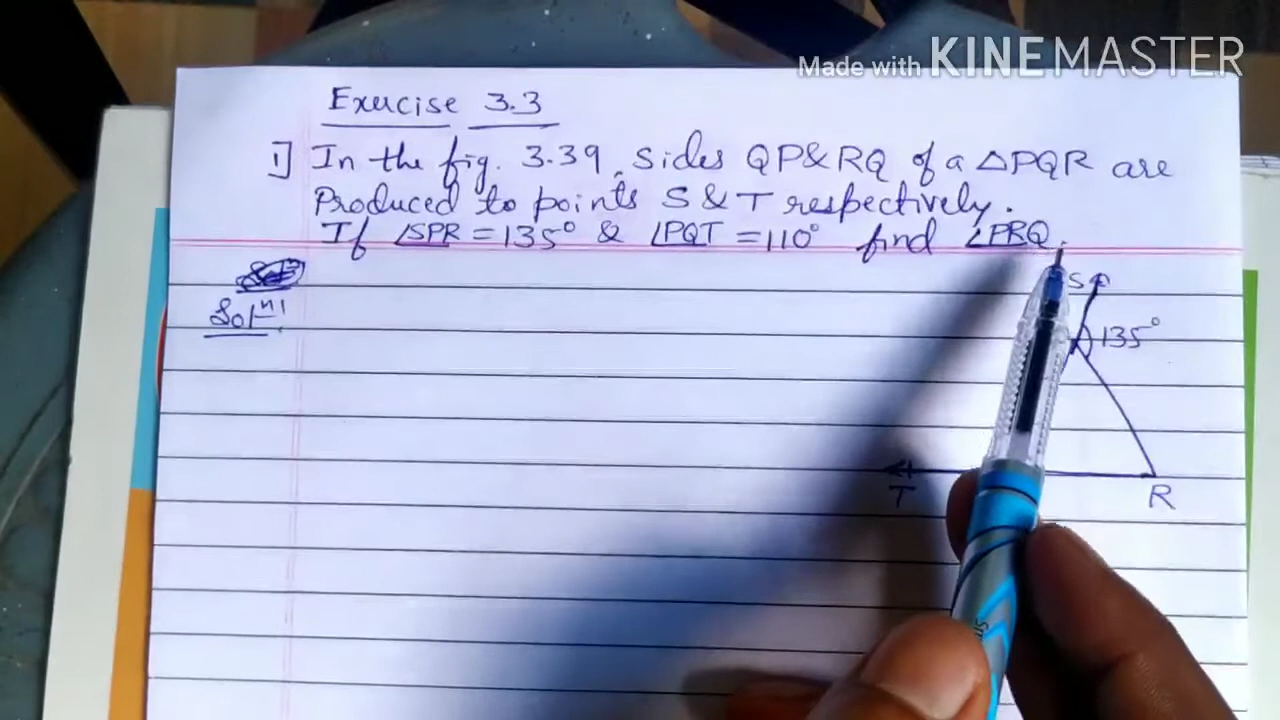 Made with KINEMASTER
Exercise 3.3
1] In the fig. 3.39, sides QP & RQ of a △PQR are
Produced to points S & T respectively.
If ∠SPR = 135° & ∠PQT = 110° find ∠PRQ.
Solⁿ!
S
135°
T
R